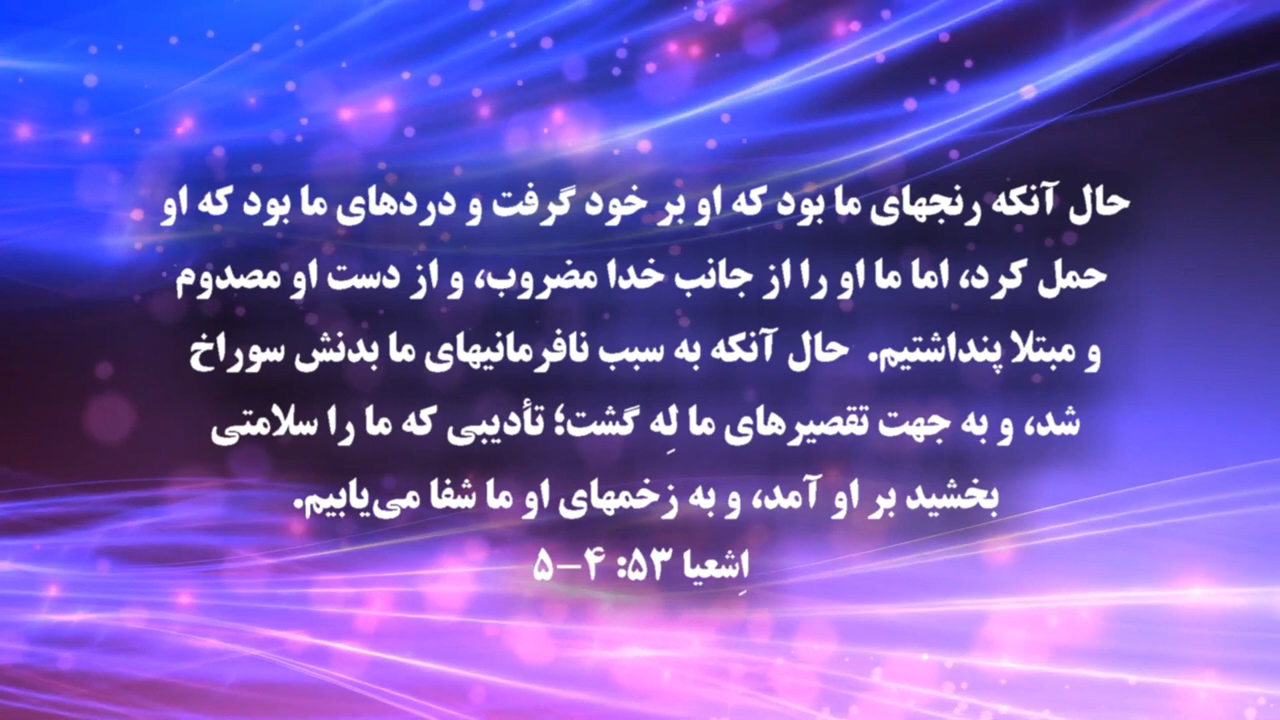 حال آنکه رنجهای ما بود که او بر خود گرفت و دردهای ما بود که او
حمل کرد، اما ما او را از جانب خدا مضروب، و از دست او مصدوم
و مبتلا پنداشتیم. حال آنکه به سبب نافرمانیهای ما بدنش سوراخ
شد، و به جهت تقصیرهای ما لِه گشت؛ تأدیبی که ما را سلامتی
بخشید بر او آمد، و به زخمهای او ما شفا می‌یابیم.
اِشعیا ۵۳: ۴-۵